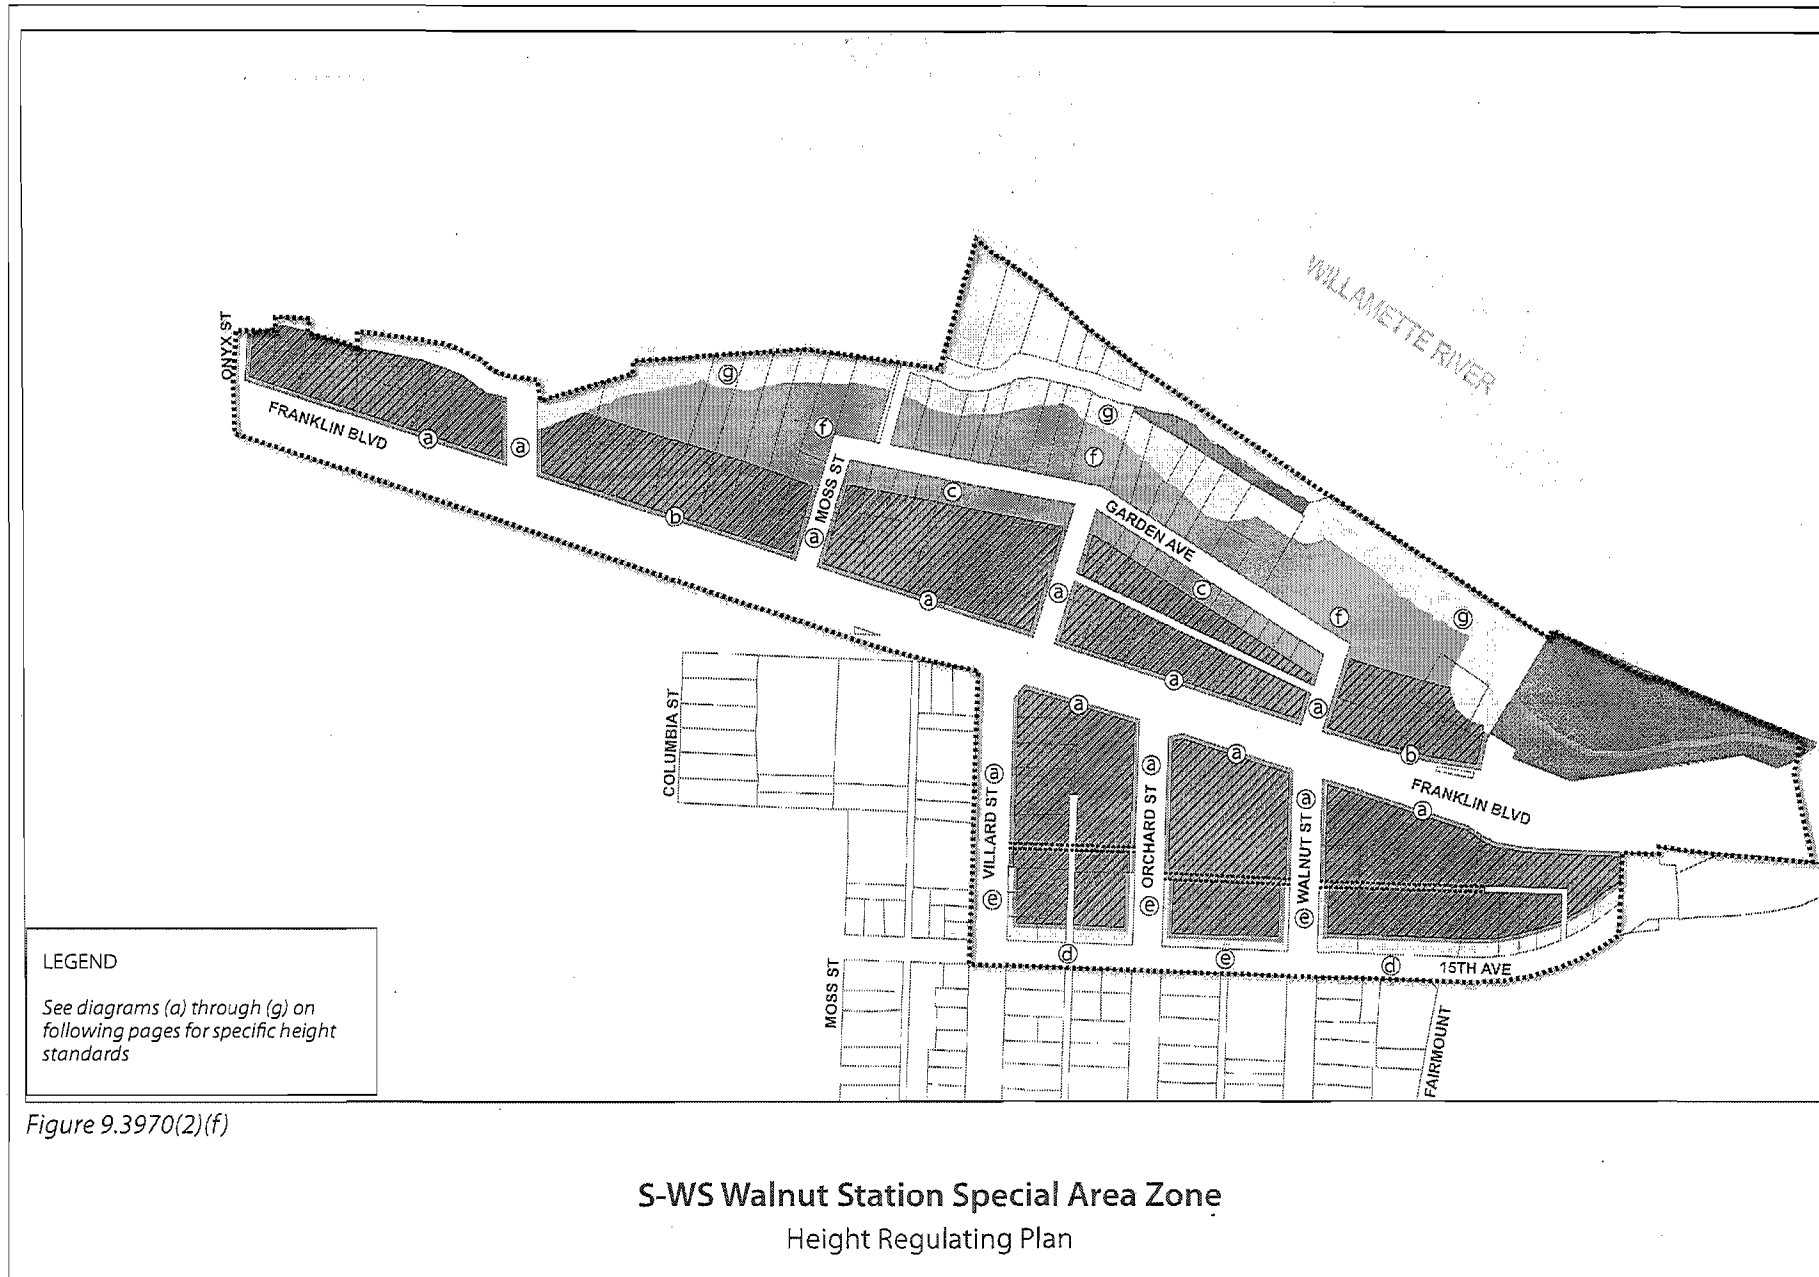 WILLAMETTE RIVER
ONYX ST
FRANKLIN BLVD
a
a
g
f
MOSS ST
c
b
a
g
f
GARDEN AVE
a
a
c
f
g
a
a
b
a
a
FRANKLIN BLVD
a
COLUMBIA ST
a
VILLARD ST
e
a
ORCHARD ST
e
a
WALNUT ST
e
d
e
d
15TH AVE
MOSS ST
FAIRMOUNT
LEGEND
See diagrams (a) through (g) on
following pages for specific height
standards
Figure 9.3970(2)(f)
S-WS Walnut Station Special Area Zone
Height Regulating Plan